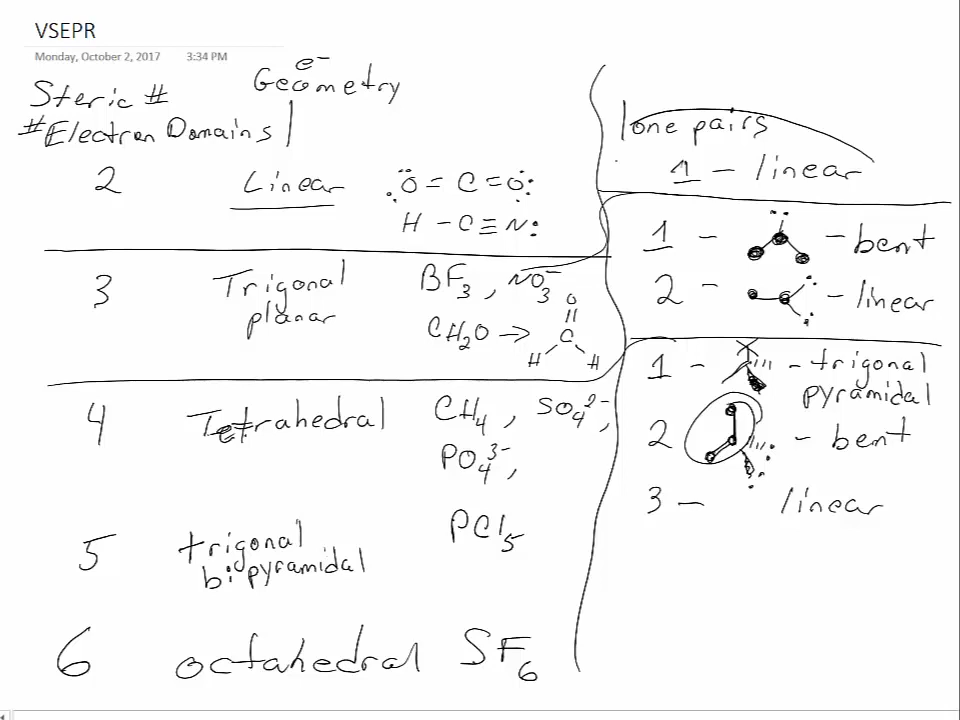 VSEPR
Monday, October 2, 2017 3:34 PM
Steric #
#Electron Domains
e⁻
Geometry
lone pairs
2 Linear :Ö=C=Ö:
H-C≡N:
1 - linear
3 Trigonal planar BF₃, NO₃⁻
CH₂O → O
||
C
H H
1 - bent
2 - linear
4 Tetrahedral CH₄, SO₄²⁻,
PO₄³⁻,
1 - trigonal pyramidal
2 - bent
3 - linear
5 trigonal bipyramidal PCl₅
6 octahedral SF₆